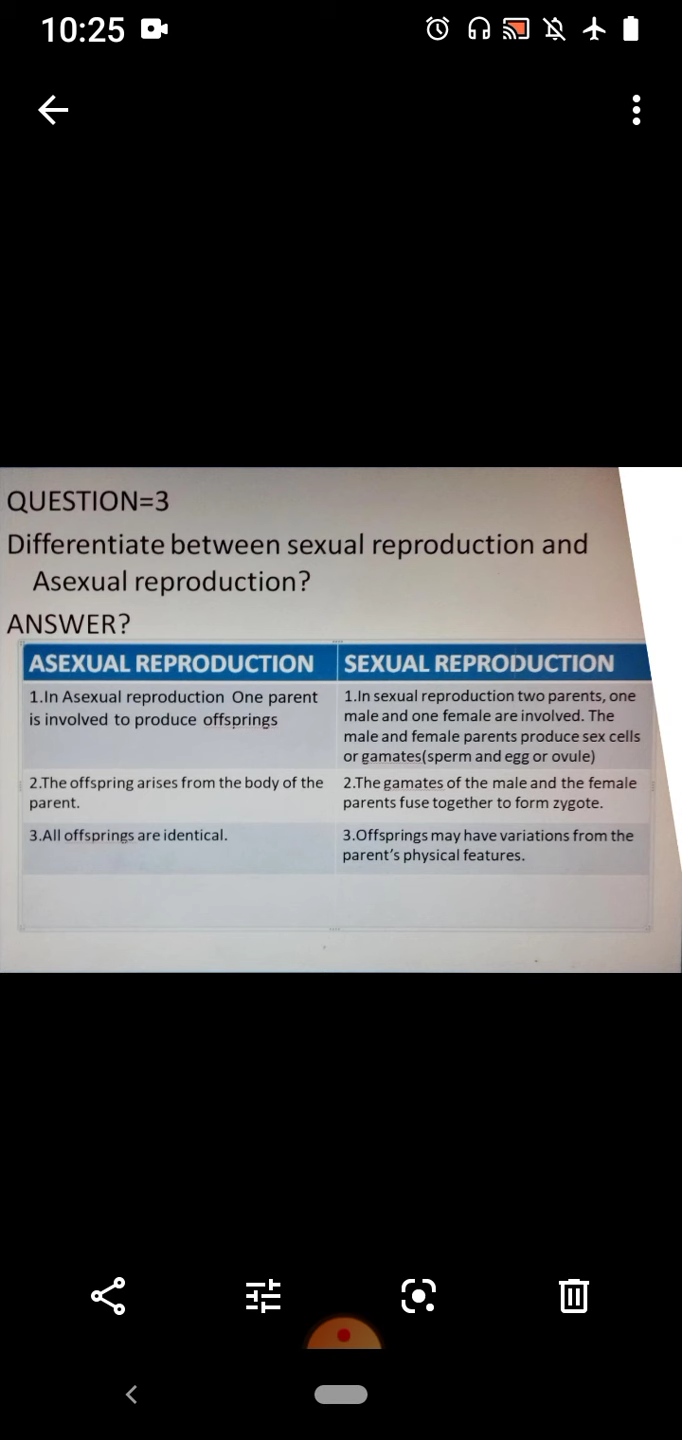 10:25
QUESTION=3
Differentiate between sexual reproduction and
Asexual reproduction?
ANSWER?
ASEXUAL REPRODUCTION
SEXUAL REPRODUCTION
1.In Asexual reproduction One parent
is involved to produce offsprings
1.In sexual reproduction two parents, one
male and one female are involved. The
male and female parents produce sex cells
or gamates(sperm and egg or ovule)
2.The offspring arises from the body of the
parent.
2.The gamates of the male and the female
parents fuse together to form zygote.
3.All offsprings are identical.
3.Offsprings may have variations from the
parent's physical features.